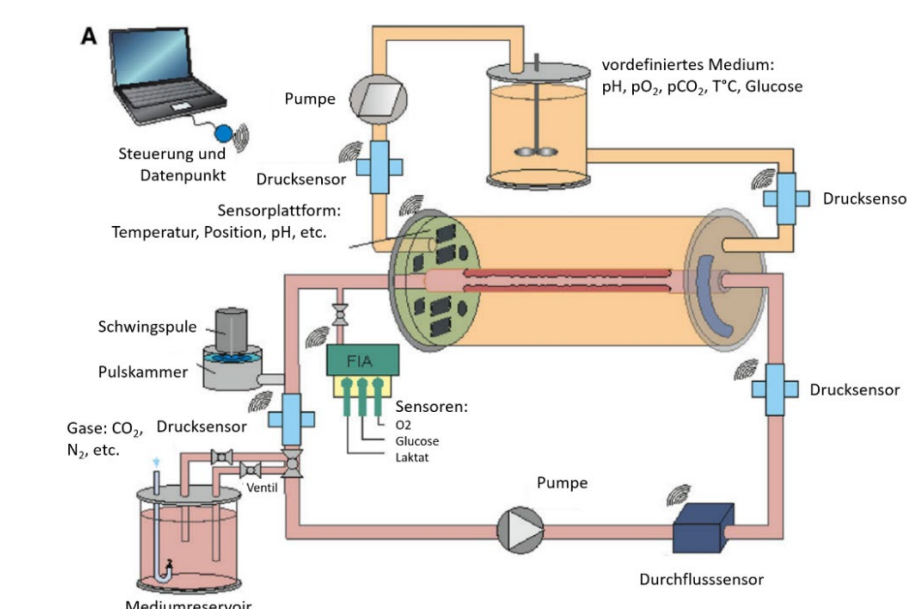 A
vordefiniertes Medium:
pH, pO₂, pCO₂, T°C, Glucose
Pumpe
Steuerung und
Datenpunkt
Drucksensor
Drucksenso
Sensorplattform:
Temperatur, Position, pH, etc.
Schwingspule
FIA
Pulskammer
Drucksensor
Sensoren:
O2
Glucose
Laktat
Gase: CO₂,
N₂, etc.
Drucksensor
Ventil
Pumpe
Durchflusssensor
Mediumreservoir